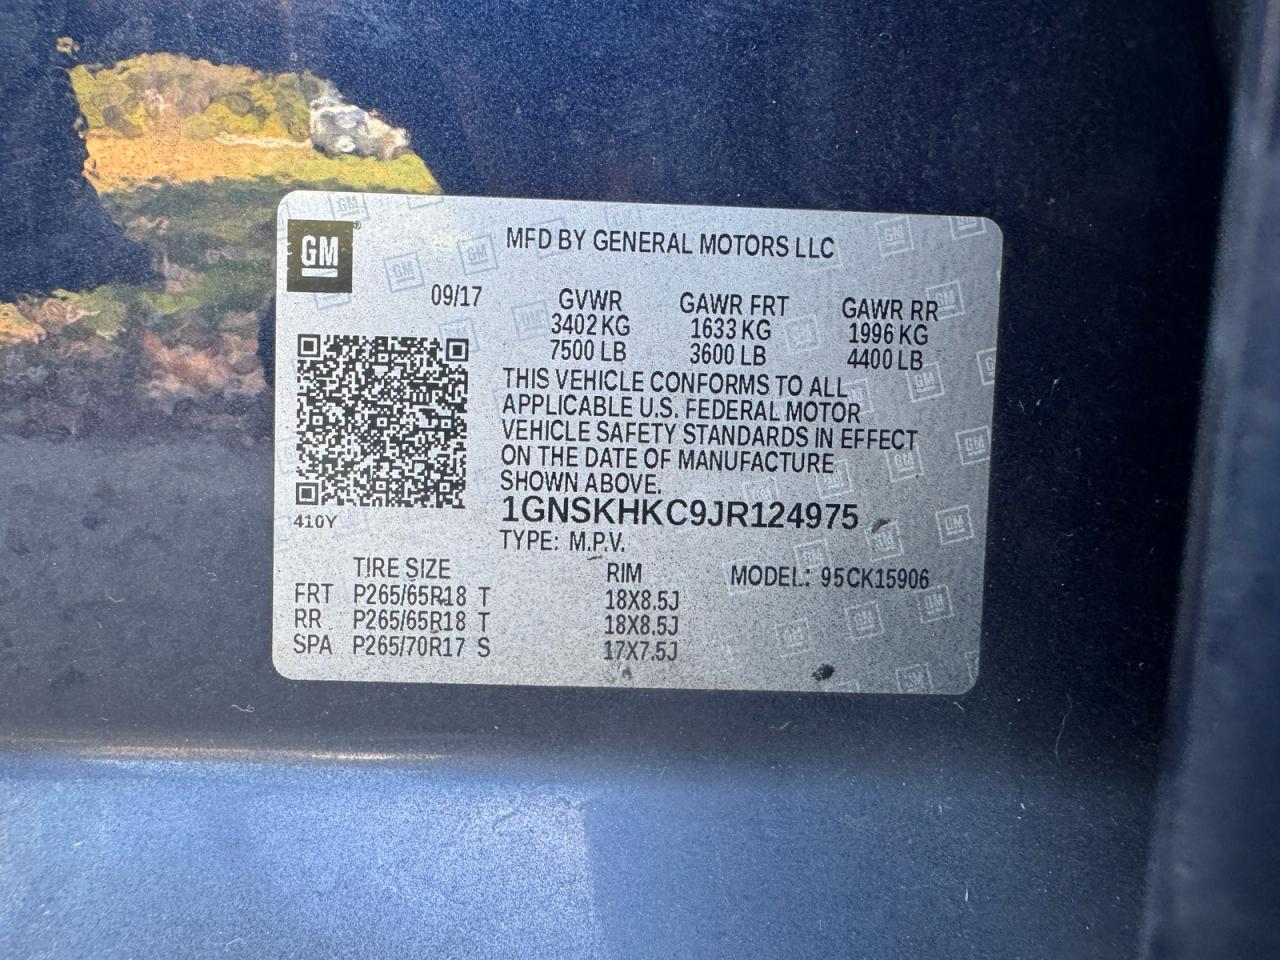 GM
MFD BY GENERAL MOTORS LLC
09/17
GVWR GAWR FRT GAWR RR
3402 KG 1633 KG 1996 KG
7500 LB 3600 LB 4400 LB
THIS VEHICLE CONFORMS TO ALL
APPLICABLE U.S. FEDERAL MOTOR
VEHICLE SAFETY STANDARDS IN EFFECT
ON THE DATE OF MANUFACTURE
SHOWN ABOVE.
410Y
1GNSKHKC9JR124975
TYPE: M.P.V.
TIRE SIZE RIM MODEL: 95CK15906
FRT P265/65R18 T 18X8.5J
RR P265/65R18 T 18X8.5J
SPA P265/70R17 S 17X7.5J